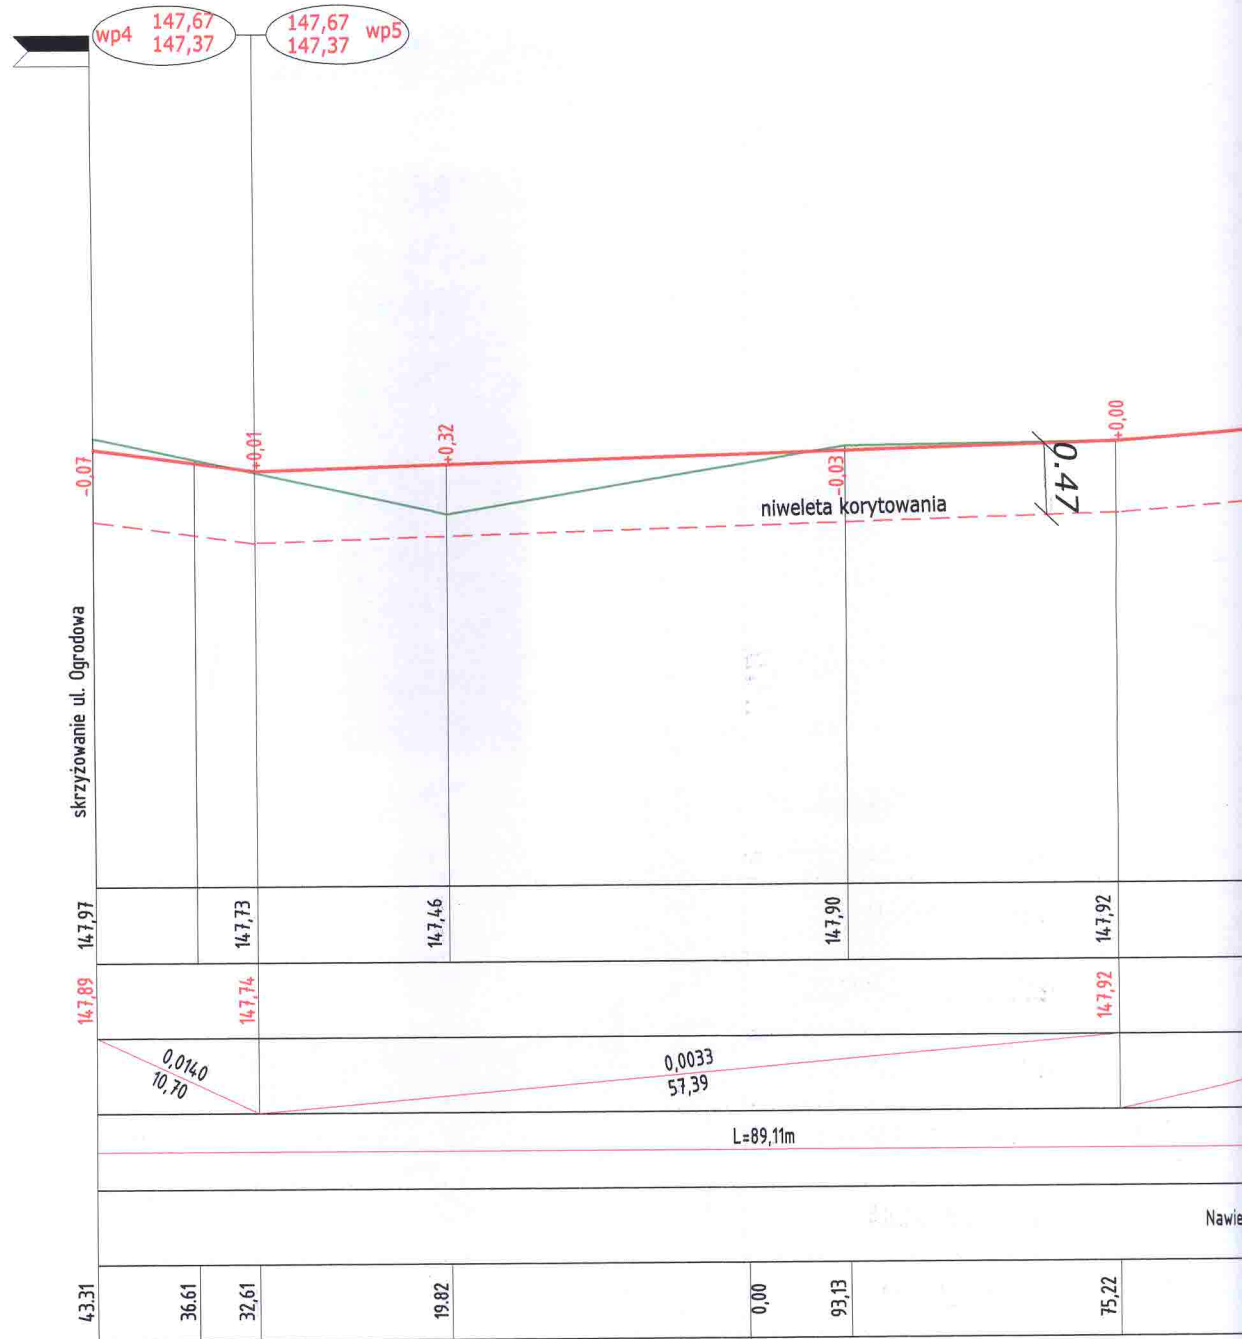 wp4 147,67 147,67 wp5
147,37 147,37
-0,07
+0,01
+0,32
-0,03
+0,00
0.47
niweleta korytowania
skrzyżowanie ul. Ogrodowa
147,97 147,73 147,46 147,90 147,92
147,89 147,74 147,92
0,0140
10,70
0,0033
57,39
L=89,11m
Nawie
43.31 36.61 32,61 19.82 0,00 93,13 75,22